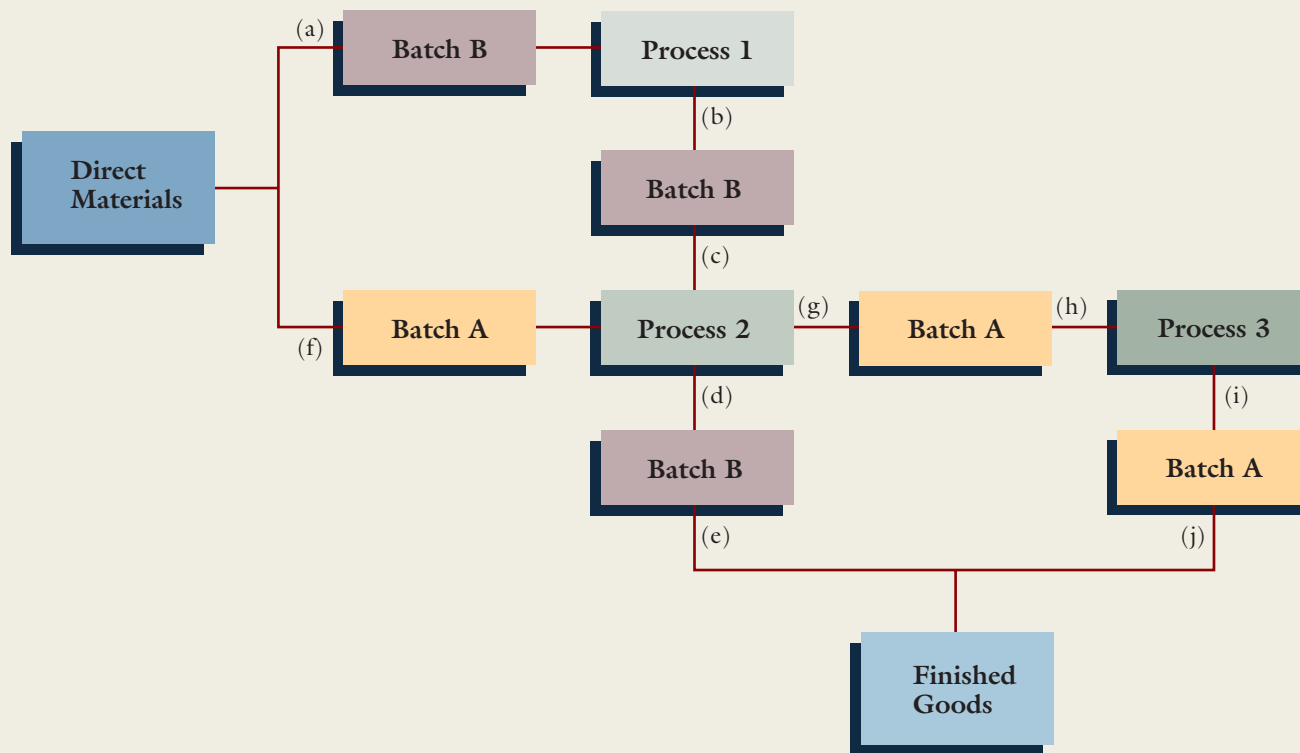 (a)
Batch B
Process 1
(b)
Direct
Materials
Batch B
(c)
Batch A
Process 2
(g)
Batch A
(h)
Process 3
(f)
(d)
(i)
Batch B
Batch A
(e)
(j)
Finished
Goods